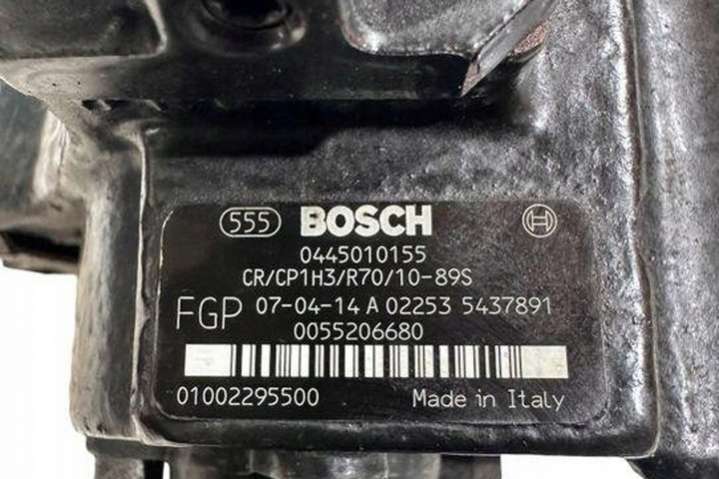 555 BOSCH
0445010155
CR/CP1H3/R70/10-89S
FGP 07-04-14 A 02253 5437891
0055206680
01002295500 Made in Italy